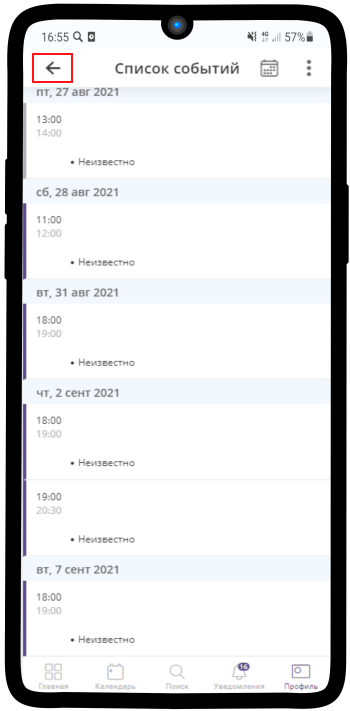 16:55 4G 57%
Список событий
пт, 27 авг 2021
13:00
14:00
• Неизвестно
сб, 28 авг 2021
11:00
12:00
• Неизвестно
вт, 31 авг 2021
18:00
19:00
• Неизвестно
чт, 2 сент 2021
18:00
19:00
• Неизвестно
19:00
20:30
• Неизвестно
вт, 7 сент 2021
18:00
19:00
• Неизвестно
16
Главная Календарь Поиск Уведомления Профиль